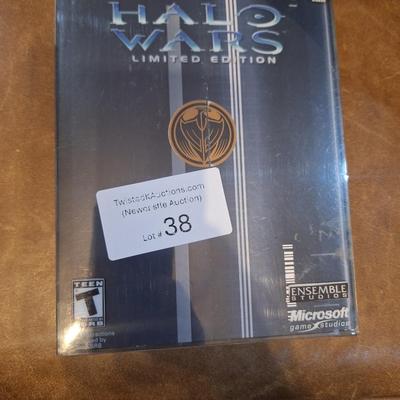 HALO
WARS
LIMITED EDITION
TwistedKAuctions.com
(Newcastle Auction)
Lot # 38
TEEN
T
ENSEMBLE
STUDIOS
Microsoft
game studios